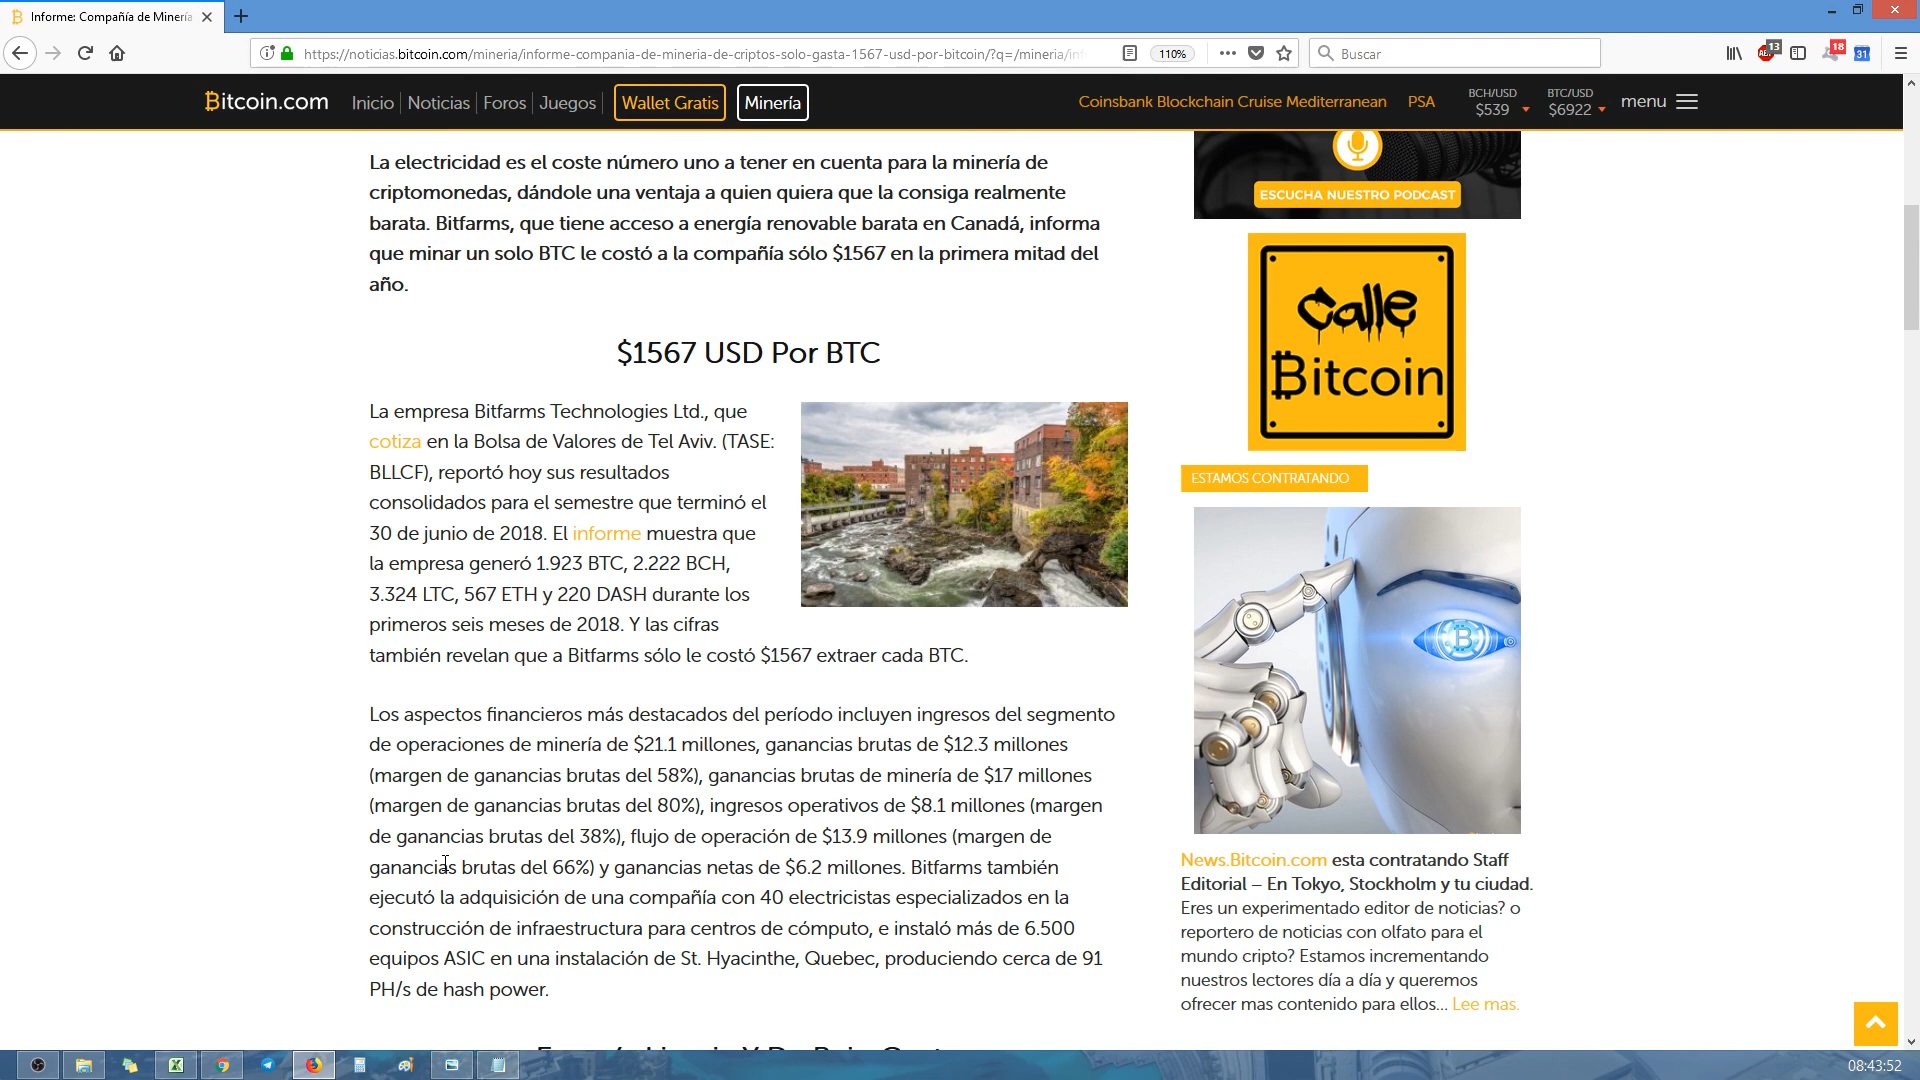 Informe: Compañía de Minería
https://noticias.bitcoin.com/mineria/informe-compania-de-mineria-de-criptos-solo-gasta-1567-usd-por-bitcoin/?q=/mineria/in
110%
Buscar
13
18
31
Bitcoin.com
Inicio
Noticias
Foros
Juegos
Wallet Gratis
Minería
Coinsbank Blockchain Cruise Mediterranean
PSA
BCH/USD
$539
BTC/USD
$6922
menu
La electricidad es el coste número uno a tener en cuenta para la minería de
criptomonedas, dándole una ventaja a quien quiera que la consiga realmente
barata. Bitfarms, que tiene acceso a energía renovable barata en Canadá, informa
que minar un solo BTC le costó a la compañía sólo $1567 en la primera mitad del
año.
$1567 USD Por BTC
La empresa Bitfarms Technologies Ltd., que
cotiza en la Bolsa de Valores de Tel Aviv. (TASE:
BLLCF), reportó hoy sus resultados
consolidados para el semestre que terminó el
30 de junio de 2018. El informe muestra que
la empresa generó 1.923 BTC, 2.222 BCH,
3.324 LTC, 567 ETH y 220 DASH durante los
primeros seis meses de 2018. Y las cifras
también revelan que a Bitfarms sólo le costó $1567 extraer cada BTC.
Los aspectos financieros más destacados del período incluyen ingresos del segmento
de operaciones de minería de $21.1 millones, ganancias brutas de $12.3 millones
(margen de ganancias brutas del 58%), ganancias brutas de minería de $17 millones
(margen de ganancias brutas del 80%), ingresos operativos de $8.1 millones (margen
de ganancias brutas del 38%), flujo de operación de $13.9 millones (margen de
ganancias brutas del 66%) y ganancias netas de $6.2 millones. Bitfarms también
ejecutó la adquisición de una compañía con 40 electricistas especializados en la
construcción de infraestructura para centros de cómputo, e instaló más de 6.500
equipos ASIC en una instalación de St. Hyacinthe, Quebec, produciendo cerca de 91
PH/s de hash power.
ESCUCHA NUESTRO PODCAST
Calle
Bitcoin
ESTAMOS CONTRATANDO
News.Bitcoin.com esta contratando Staff
Editorial – En Tokyo, Stockholm y tu ciudad.
Eres un experimentado editor de noticias? o
reportero de noticias con olfato para el
mundo cripto? Estamos incrementando
nuestros lectores día a día y queremos
ofrecer mas contenido para ellos... Lee mas.
08:43:52